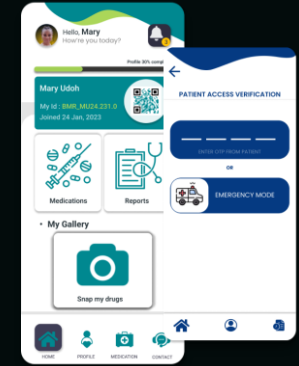 Hello, Mary
How're you today?
2
Profile 30% compl
Mary Udoh
My Id : BMR_MU24.231.0
Joined 24 Jan, 2023
Medications
Reports
My Gallery
Snap my drugs
HOME
PROFILE
MEDICATION
CONTACT
PATIENT ACCESS VERIFICATION
ENTER OTP FROM PATIENT
OR
EMERGENCY MODE